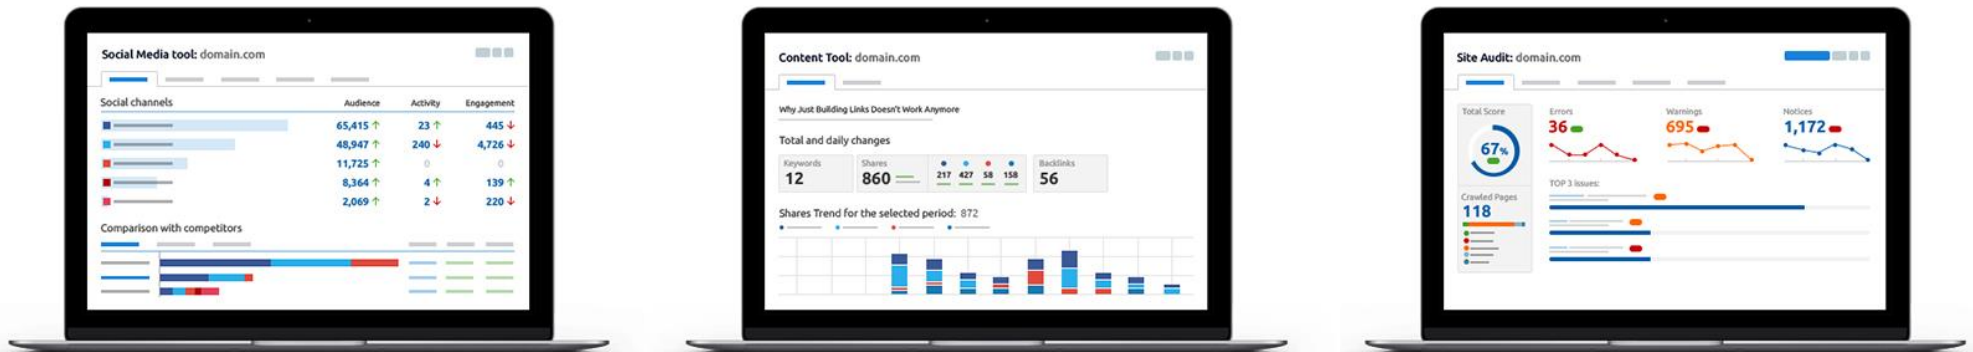 Social Media tool: domain.com
Social channels Audience Activity Engagement
65,415 ↑ 23 ↑ 445 ↓
48,947 ↑ 240 ↓ 4,726 ↓
11,725 ↑ 0 0
8,364 ↑ 4 ↑ 139 ↑
2,069 ↑ 2 ↓ 220 ↓
Comparison with competitors
Content Tool: domain.com
Why Just Building Links Doesn't Work Anymore
Total and daily changes
Keywords Shares Backlinks
12 860 217 427 58 158 56
Shares Trend for the selected period: 872
Site Audit: domain.com
Total Score Errors Warnings Notices
36 695 1,172
67%
TOP 3 issues:
Crawled Pages
118